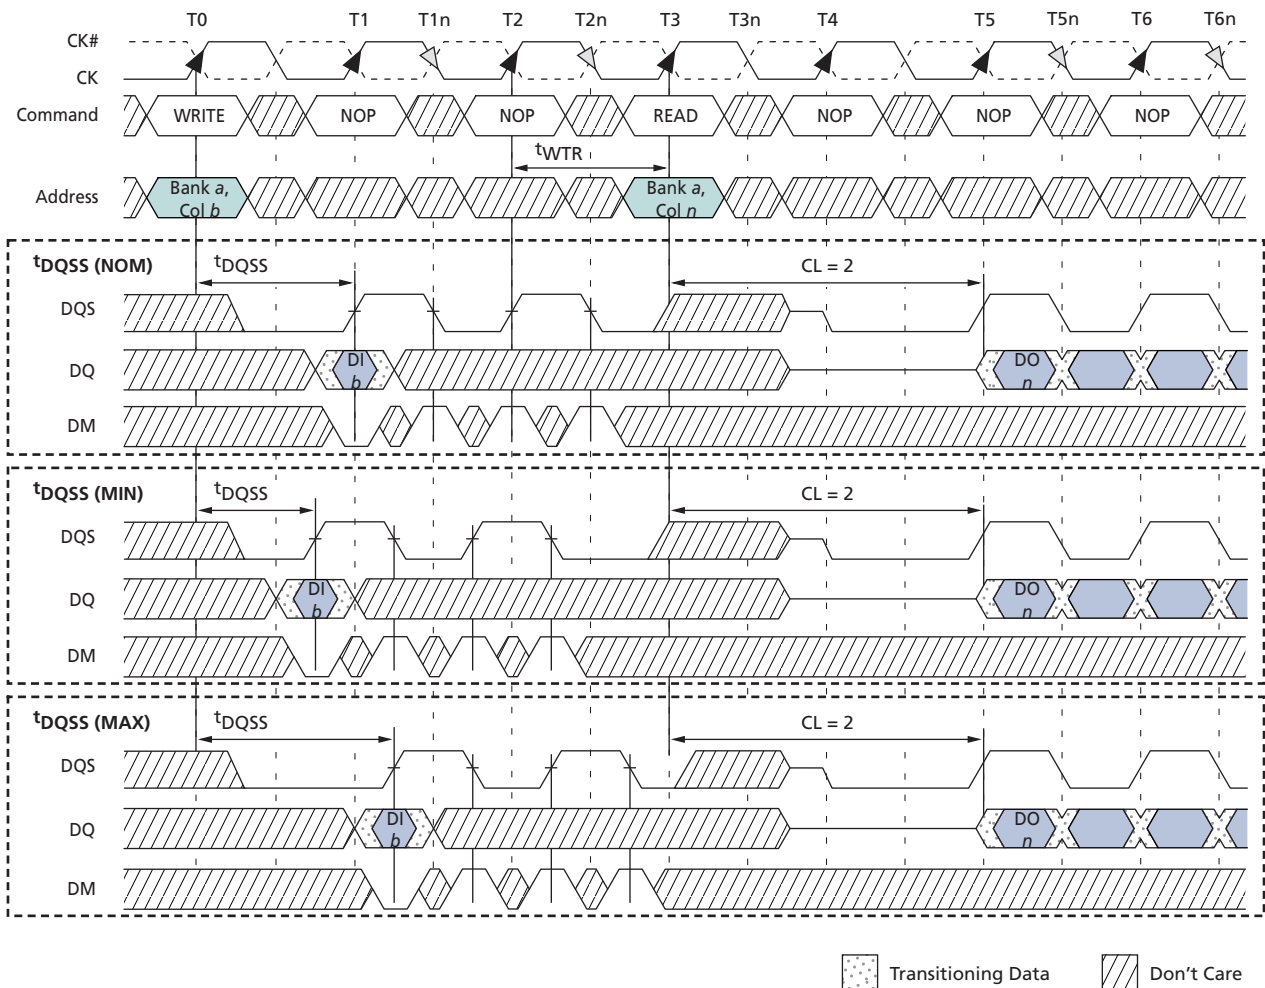 T0 T1 T1n T2 T2n T3 T3n T4 T5 T5n T6 T6n
CK#
CK
Command WRITE NOP NOP READ NOP NOP NOP
tWTR
Address Bank a, Bank a,
Col b Col n
tDQSS (NOM) tDQSS CL = 2
DQS
DQ DI DO
b n
DM
tDQSS (MIN) tDQSS CL = 2
DQS
DQ DI DO
b n
DM
tDQSS (MAX) tDQSS CL = 2
DQS
DQ DI DO
b n
DM
Transitioning Data Don't Care